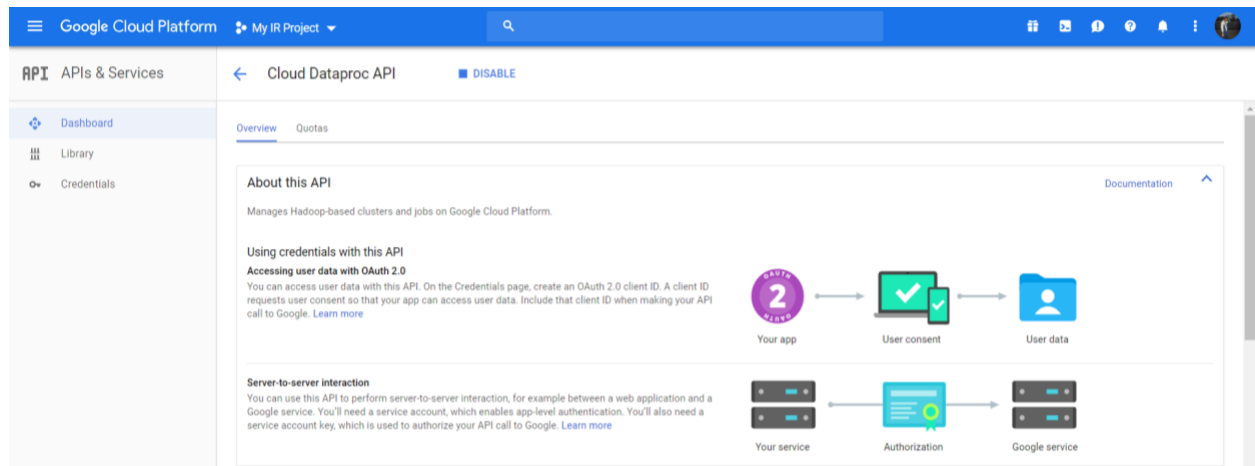 Google Cloud Platform My IR Project
API APIs & Services Cloud Dataproc API DISABLE
Dashboard
Library
Credentials
Overview Quotas
About this API Documentation
Manages Hadoop-based clusters and jobs on Google Cloud Platform.
Using credentials with this API
Accessing user data with OAuth 2.0
You can access user data with this API. On the Credentials page, create an OAuth 2.0 client ID. A client ID
requests user consent so that your app can access user data. Include that client ID when making your API
call to Google. Learn more
OAUTH
2
OAUTH
Your app User consent User data
Server-to-server interaction
You can use this API to perform server-to-server interaction, for example between a web application and a
Google service. You'll need a service account, which enables app-level authentication. You'll also need a
service account key, which is used to authorize your API call to Google. Learn more
Your service Authorization Google service